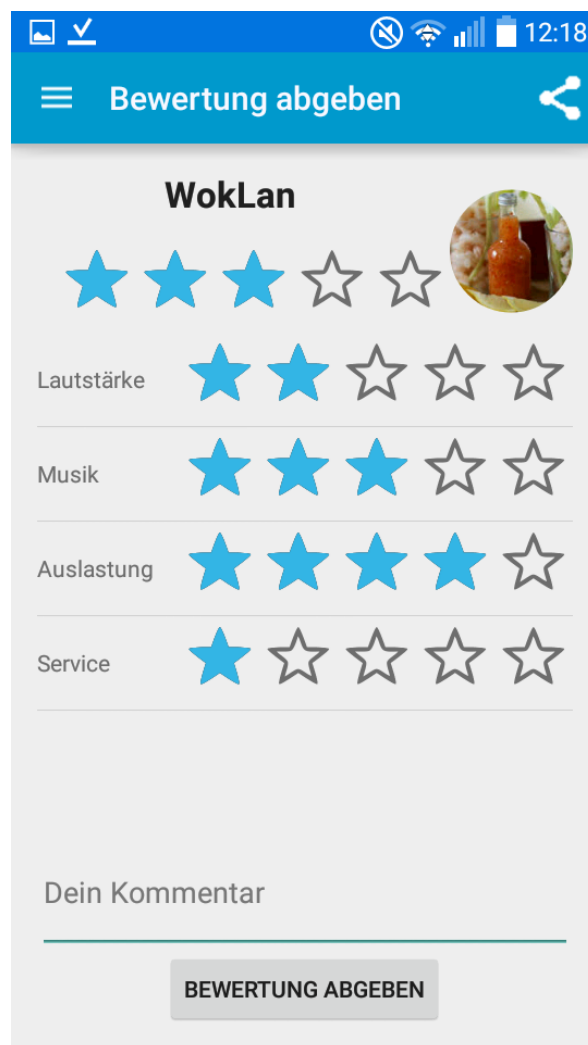 12:18
Bewertung abgeben
WokLan
Lautstärke
Musik
Auslastung
Service
Dein Kommentar
BEWERTUNG ABGEBEN